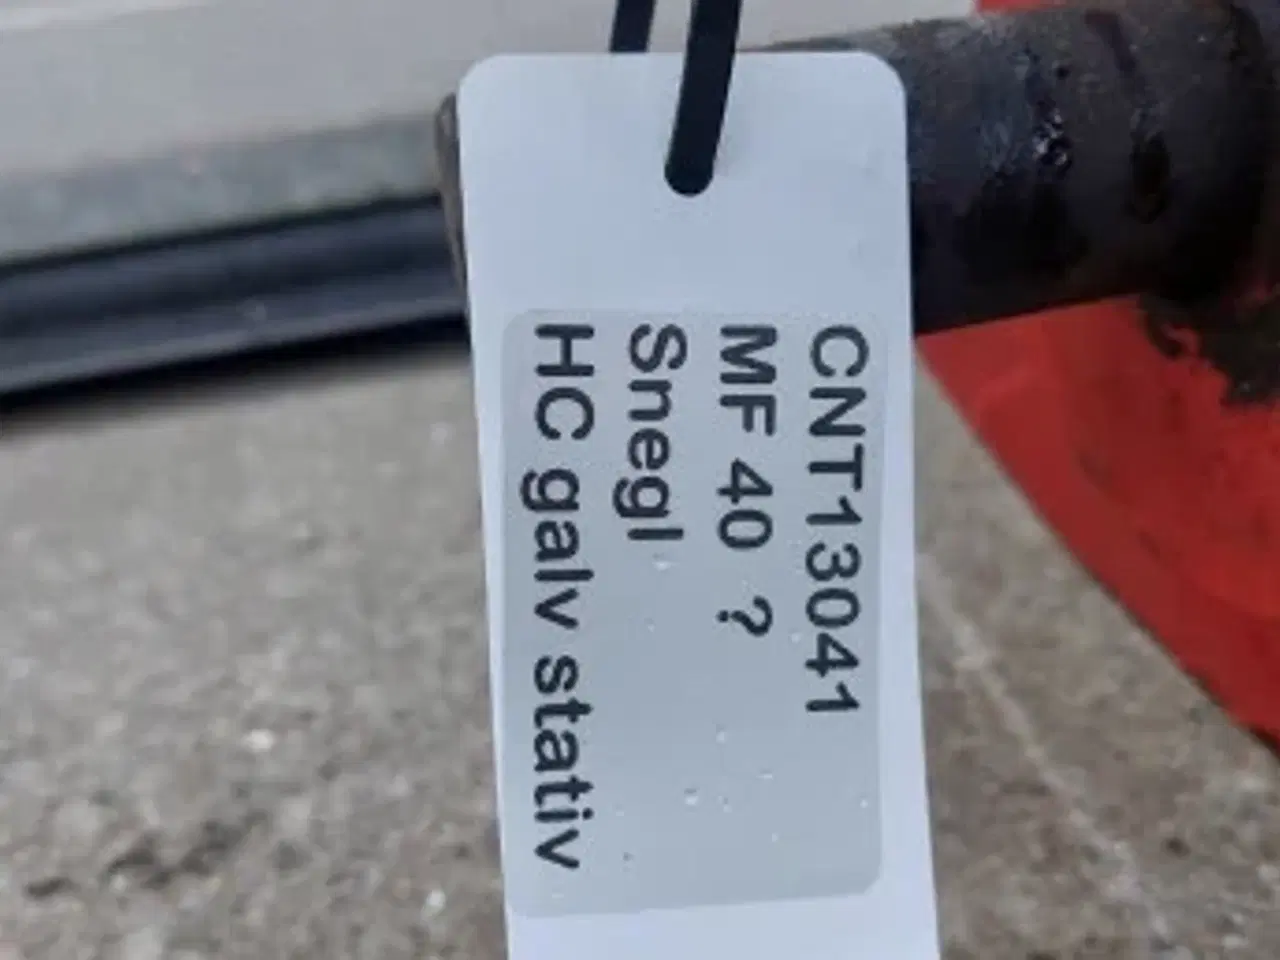 CNT13041
MF 40 ?
Snegl
HC galv stativ